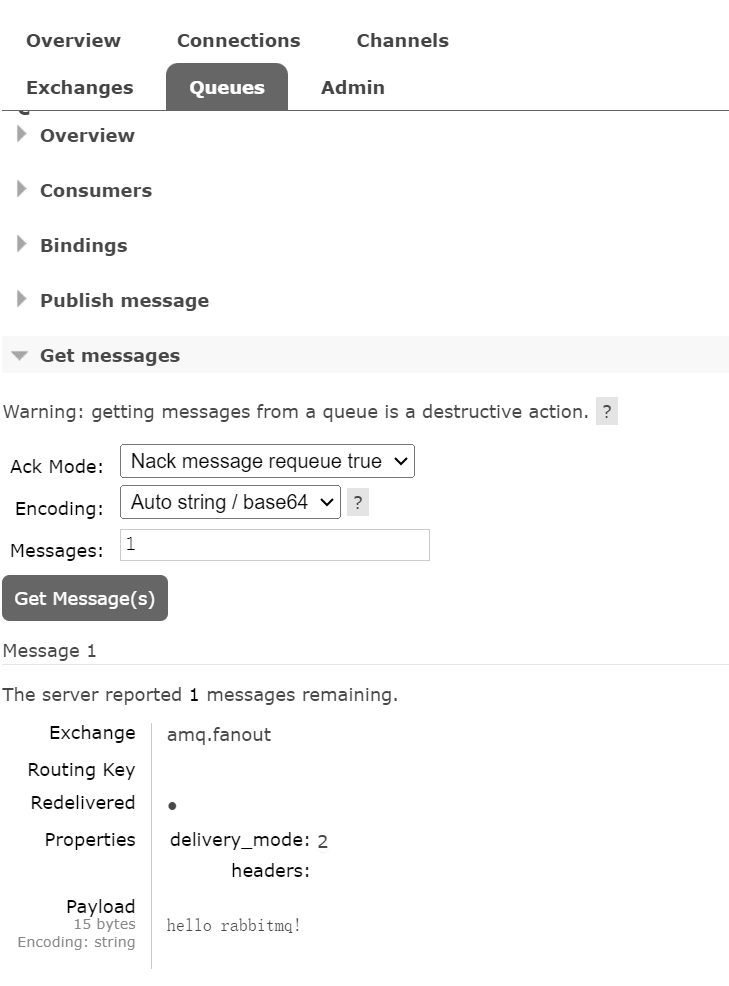 Overview Connections Channels
Exchanges Queues Admin
Overview
Consumers
Bindings
Publish message
Get messages
Warning: getting messages from a queue is a destructive action. ?
Ack Mode: Nack message requeue true
Encoding: Auto string / base64 ?
Messages: 1
Get Message(s)
Message 1
The server reported 1 messages remaining.
Exchange amq.fanout
Routing Key
Redelivered ●
Properties delivery_mode: 2
headers:
Payload
15 bytes
hello rabbitmq!
Encoding: string